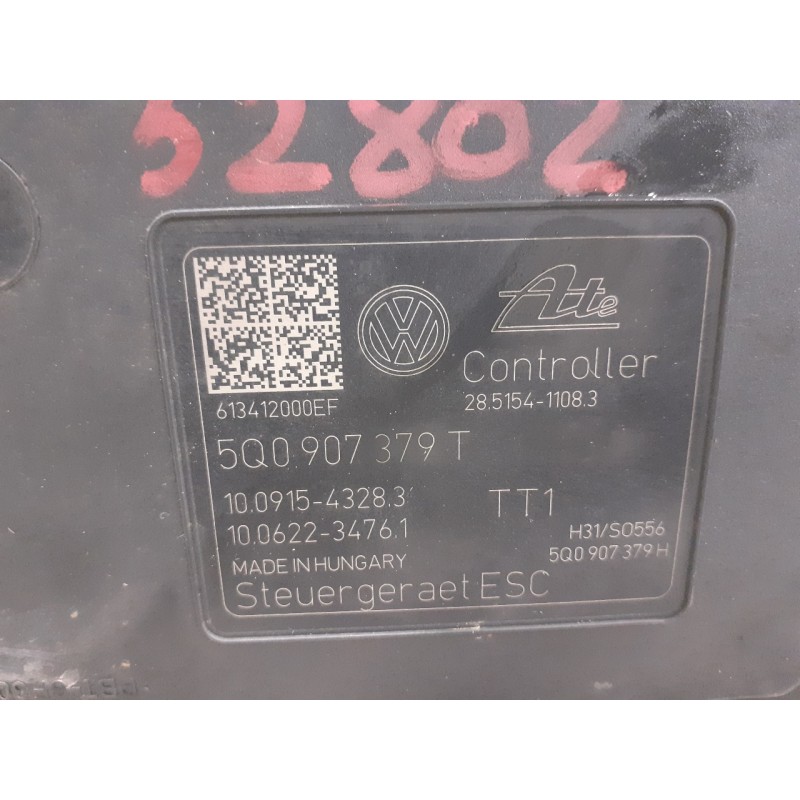 52802
Ate
Controller
613412000EF
28.5154-1108.3
5Q0 907 379 T
10.0915-4328.3
TT1
10.0622-3476.1
H31/S0556
MADE IN HUNGARY
5Q0 907 379 H
Steuergeraet ESC